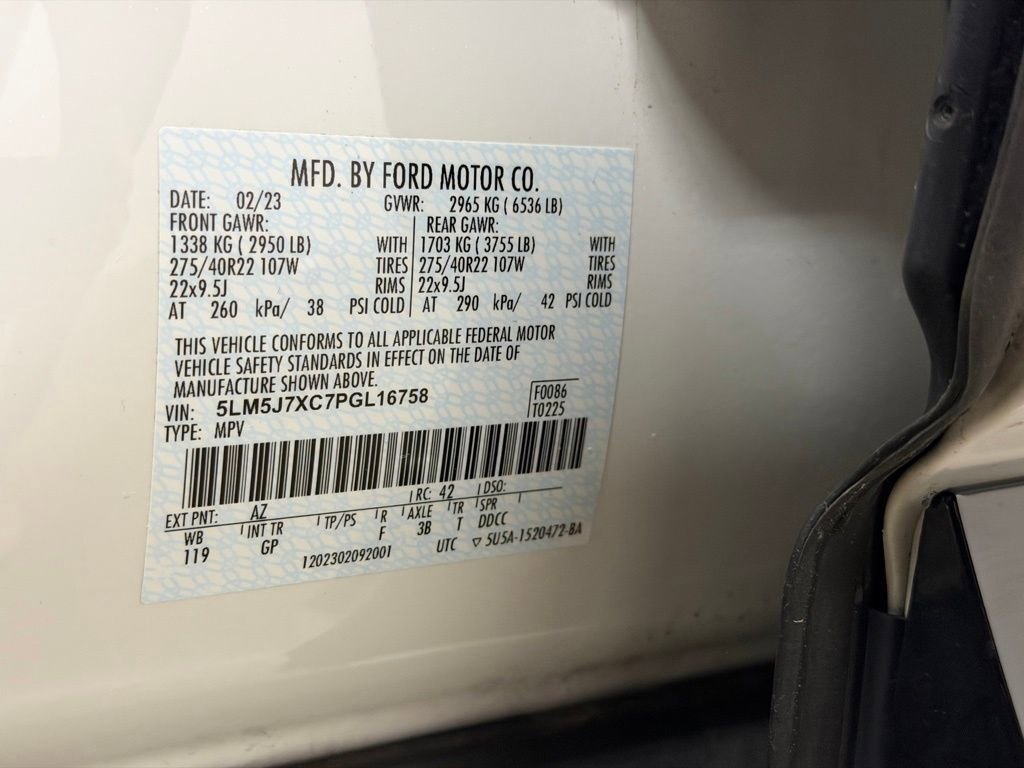 MFD. BY FORD MOTOR CO.
DATE: 02/23 GVWR: 2965 KG ( 6536 LB)
FRONT GAWR: REAR GAWR:
1338 KG ( 2950 LB) WITH 1703 KG ( 3755 LB) WITH
275/40R22 107W TIRES 275/40R22 107W TIRES
22x9.5J RIMS 22x9.5J RIMS
AT 260 kPa/ 38 PSI COLD AT 290 kPa/ 42 PSI COLD
THIS VEHICLE CONFORMS TO ALL APPLICABLE FEDERAL MOTOR
VEHICLE SAFETY STANDARDS IN EFFECT ON THE DATE OF
MANUFACTURE SHOWN ABOVE.
VIN: 5LM5J7XC7PGL16758 F0086
TYPE: MPV T0225
EXT PNT: AZ RC: 42 DSO:
WB INT TR TP/PS R AXLE TR SPR
119 GP F 3B T DDCC
1202302092001 UTC ▽ 5U5A-1520472-BA